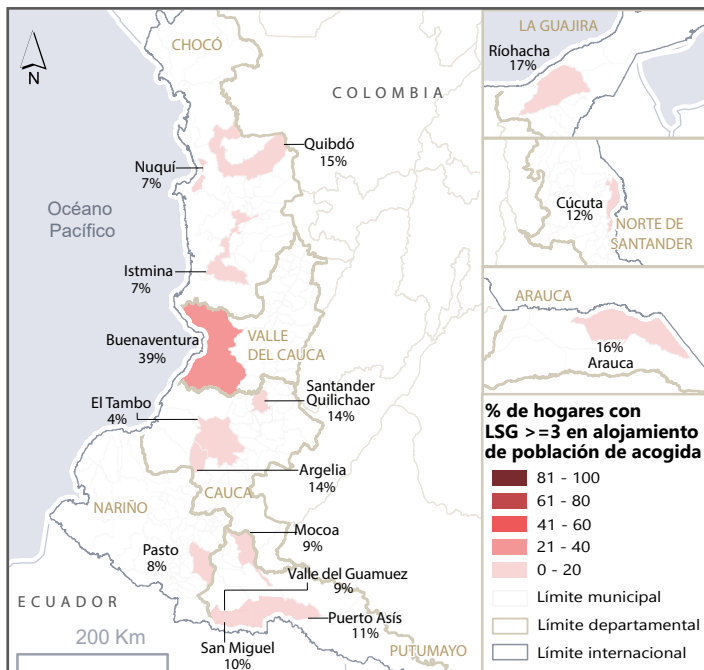 CHOCÓ
N
COLOMBIA
Quibdó
15%
Nuquí
7%
Océano
Pacífico
Istmina
7%
Buenaventura
39%
VALLE
DEL CAUCA
Santander
Quilichao
14%
El Tambo
4%
Argelia
14%
CAUCA
NARIÑO
Mocoa
9%
Pasto
8%
Valle del Guamuez
9%
ECUADOR
Puerto Asís
11%
San Miguel
10%
200 Km
PUTUMAYO
LA GUAJIRA
Ríohacha
17%
Cúcuta
12%
NORTE DE
SANTANDER
ARAUCA
16%
Arauca
% de hogares con
LSG >=3 en alojamiento
de población de acogida
81 - 100
61 - 80
41 - 60
21 - 40
0 - 20
Límite municipal
Límite departamental
Límite internacional